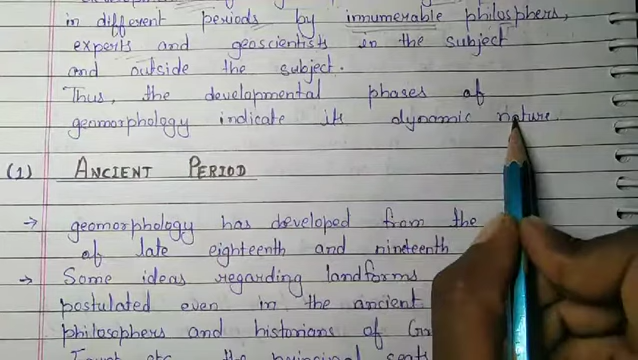 in different periods by innumerable philosphers,
experts and geoscientists in the subject
and outside the subject.
Thus, the developmental phases of
geomorphology indicate its dynamic nature.
(1) ANCIENT PERIOD
→ geomorphology has developed from the
of late eighteenth and nineteenth
→ Some ideas regarding landforms
postulated even in the ancient
philosophers and historians of
etc. the